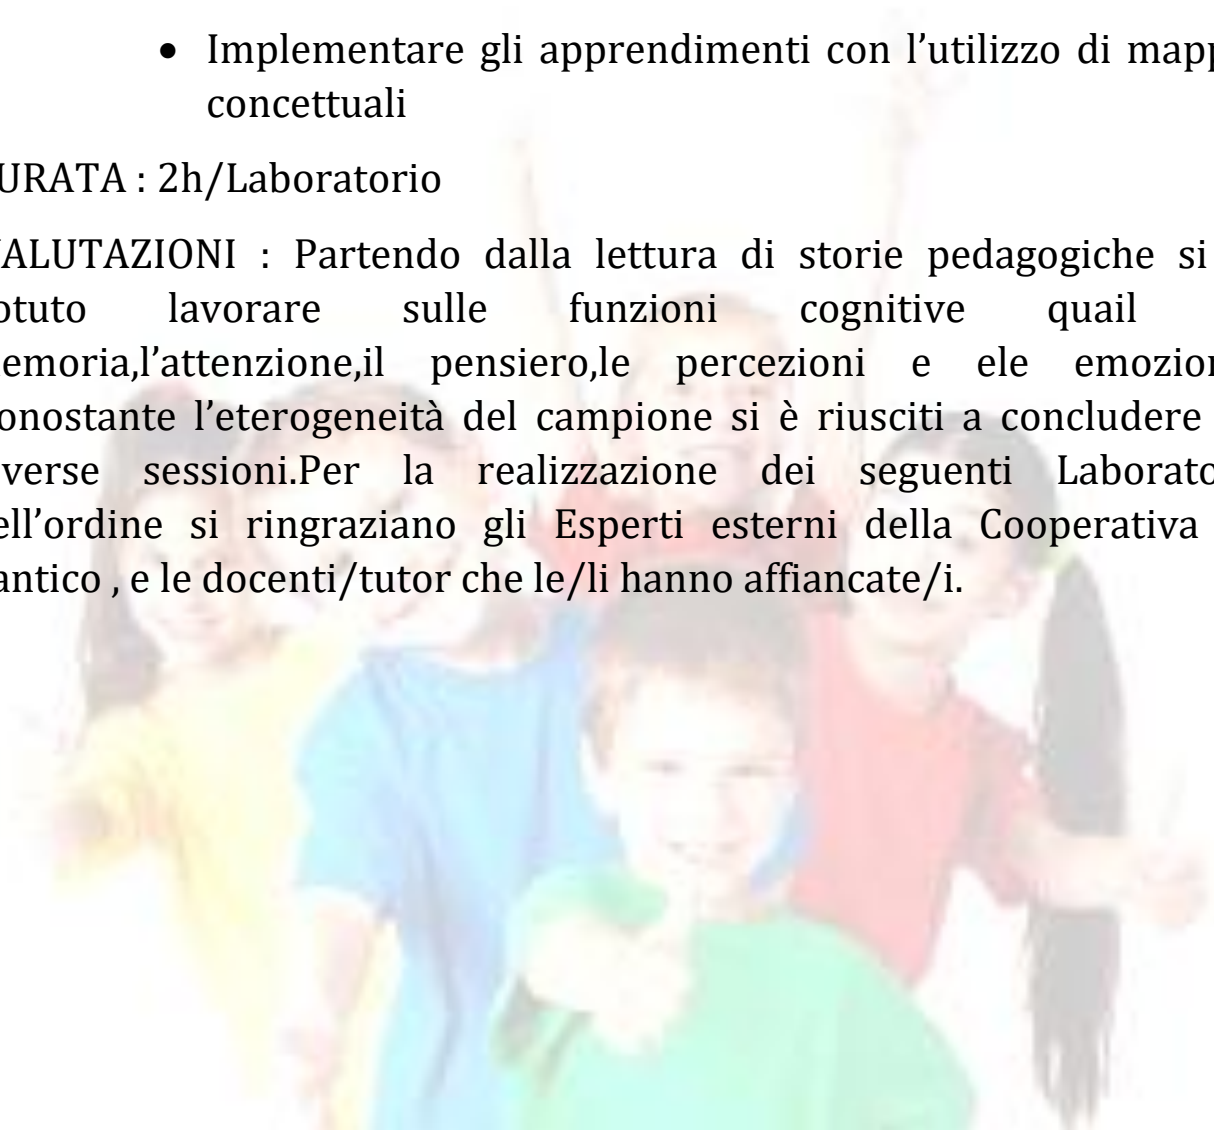 • Implementare gli apprendimenti con l’utilizzo di mapp
concettuali
URATA : 2h/Laboratorio
ALUTAZIONI : Partendo dalla lettura di storie pedagogiche si
otuto lavorare sulle funzioni cognitive quail
emoria,l’attenzione,il pensiero,le percezioni e ele emozion
onostante l’eterogeneità del campione si è riusciti a concludere
verse sessioni.Per la realizzazione dei seguenti Laborato
ell’ordine si ringraziano gli Esperti esterni della Cooperativa
antico , e le docenti/tutor che le/li hanno affiancate/i.